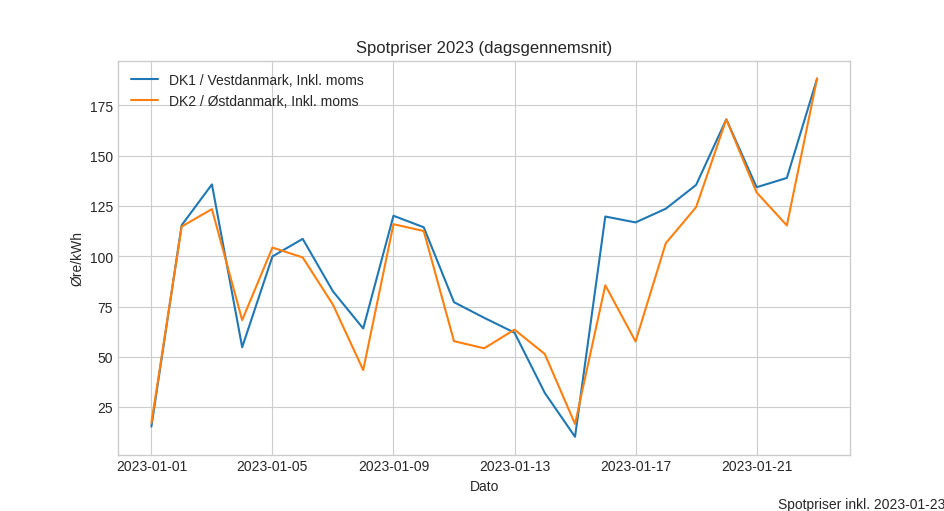 Spotpriser 2023 (dagsgennemsnit)
DK1 / Vestdanmark, Inkl. moms
DK2 / Østdanmark, Inkl. moms
175
150
125
100
75
50
25
Øre/kWh
2023-01-01 2023-01-05 2023-01-09 2023-01-13 2023-01-17 2023-01-21
Dato
Spotpriser inkl. 2023-01-23